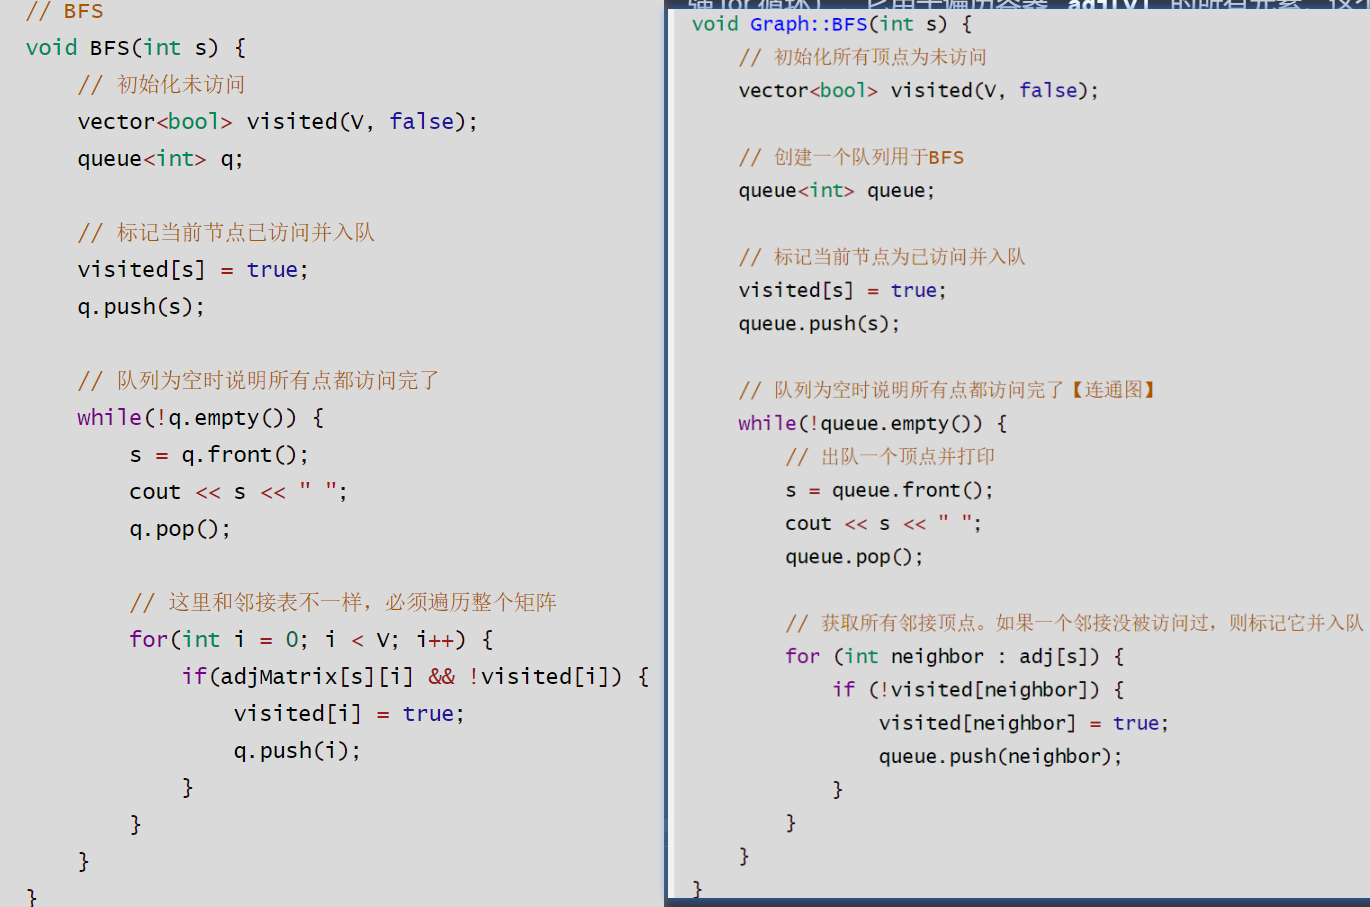 // BFS
void BFS(int s) {
    // 初始化未访问
    vector<bool> visited(V, false);
    queue<int> q;

    // 标记当前节点已访问并入队
    visited[s] = true;
    q.push(s);

    // 队列为空时说明所有点都访问完了
    while(!q.empty()) {
        s = q.front();
        cout << s << " ";
        q.pop();

        // 这里和邻接表不一样，必须遍历整个矩阵
        for(int i = 0; i < V; i++) {
            if(adjMatrix[s][i] && !visited[i]) {
                visited[i] = true;
                q.push(i);
            }
        }
    }
}
void Graph::BFS(int s) {
    // 初始化所有顶点为未访问
    vector<bool> visited(V, false);

    // 创建一个队列用于BFS
    queue<int> queue;

    // 标记当前节点为已访问并入队
    visited[s] = true;
    queue.push(s);

    // 队列为空时说明所有点都访问完了【连通图】
    while(!queue.empty()) {
        // 出队一个顶点并打印
        s = queue.front();
        cout << s << " ";
        queue.pop();

        // 获取所有邻接顶点。如果一个邻接没被访问过，则标记它并入队
        for (int neighbor : adj[s]) {
            if (!visited[neighbor]) {
                visited[neighbor] = true;
                queue.push(neighbor);
            }
        }
    }
}